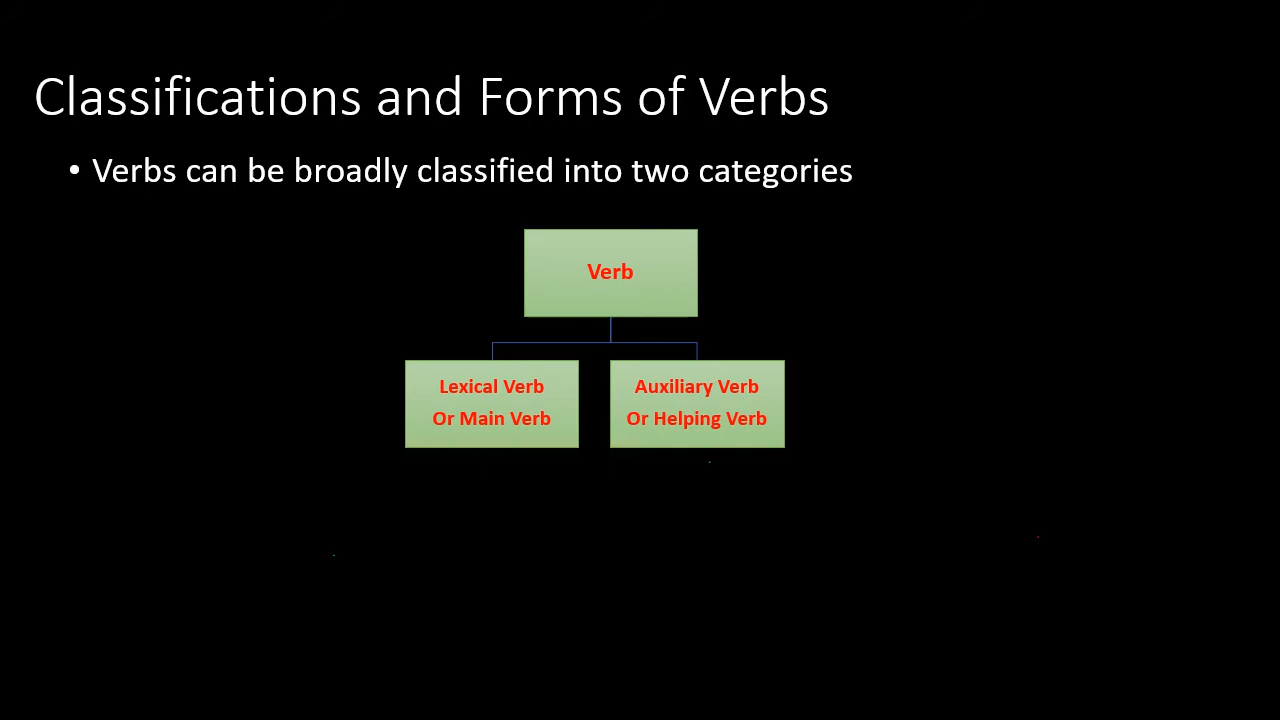 Classifications and Forms of Verbs
• Verbs can be broadly classified into two categories
Verb
Lexical Verb
Or Main Verb
Auxiliary Verb
Or Helping Verb